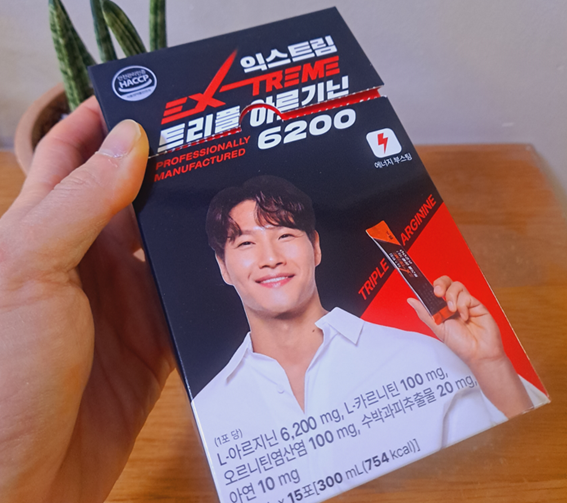 HACCP
익스트림
EXTREME
트리플 아르기닌
PROFESSIONALLY
MANUFACTURED
6200
에너지 부스팅
TRIPLE ARGININE
(1포 당)
L-아르지닌 6,200 mg, L-카르니틴 100 mg,
오르니틴염산염 100 mg, 수박과피추출물 20 mg,
아연 10 mg
x 15포[300 mL(754 kcal)]